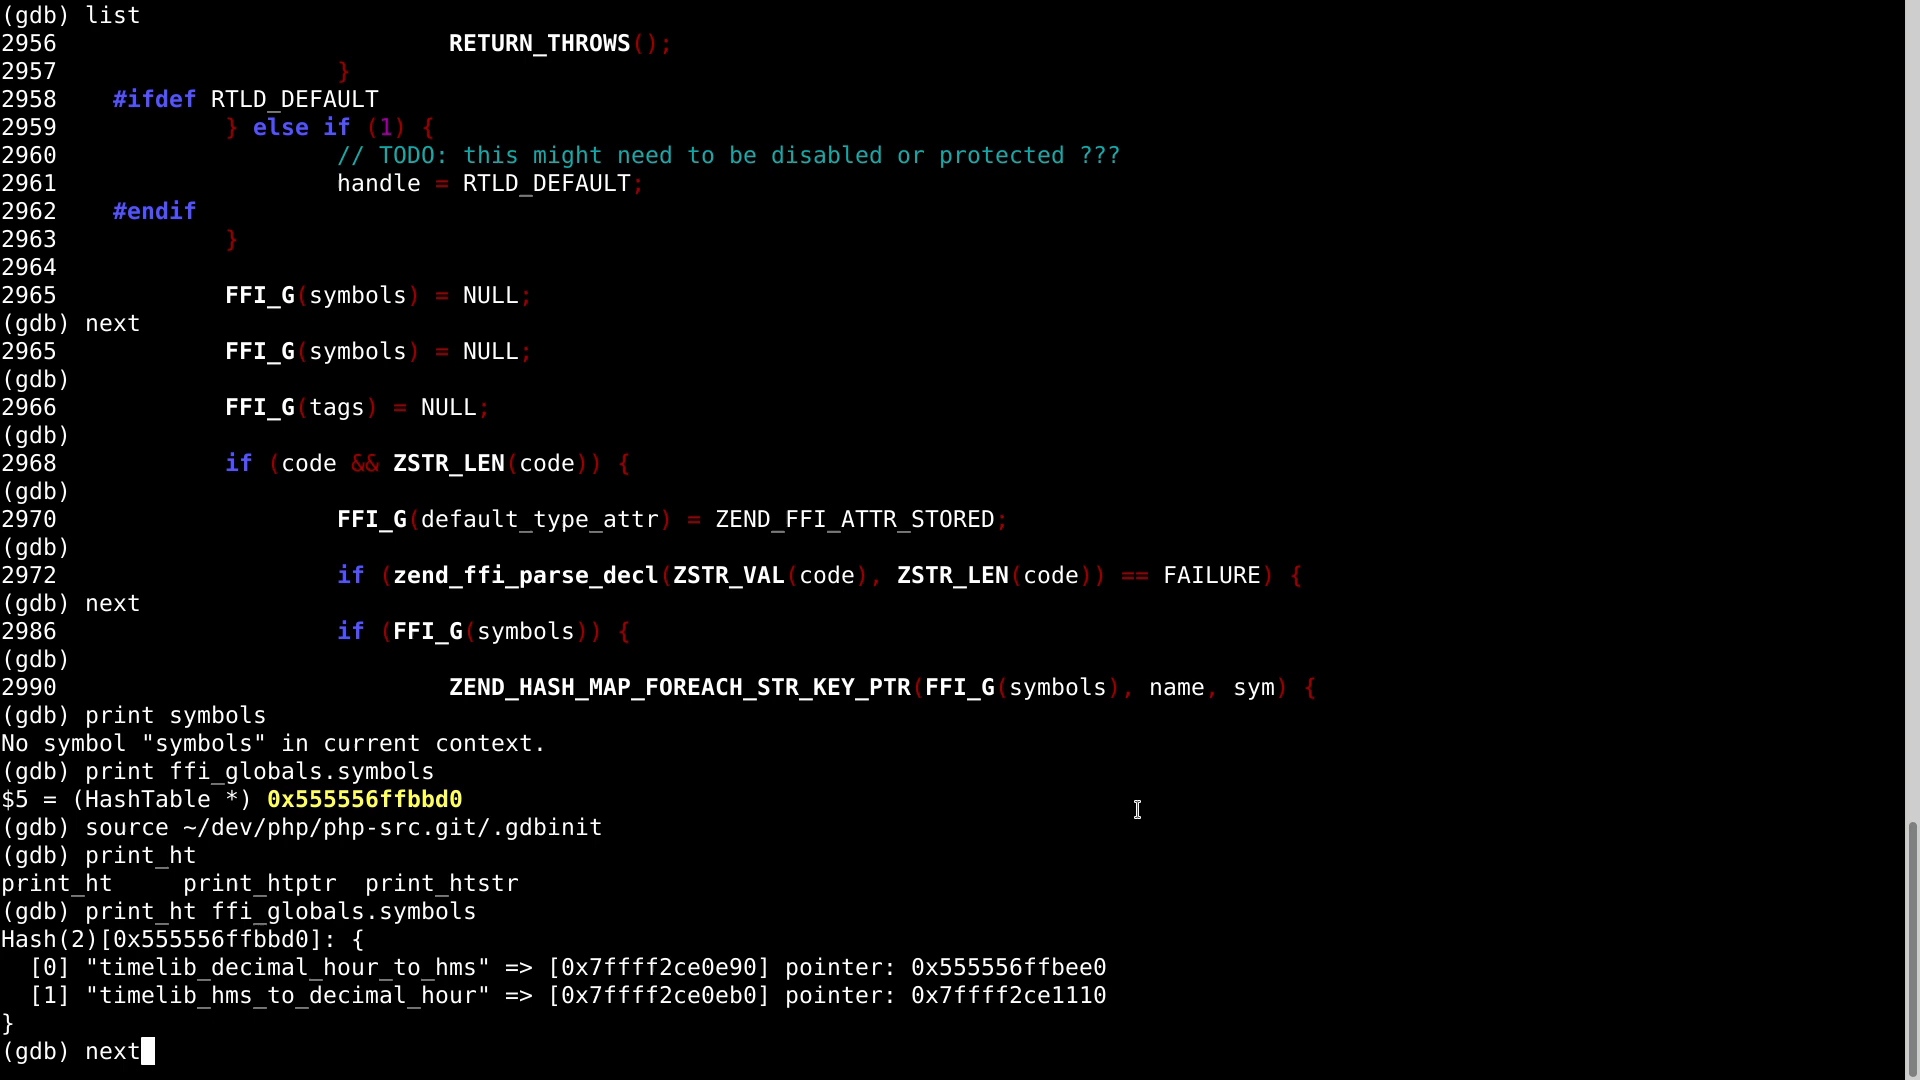 (gdb) list
2956                            RETURN_THROWS();
2957                    }
2958    #ifdef RTLD_DEFAULT
2959            } else if (1) {
2960                    // TODO: this might need to be disabled or protected ???
2961                    handle = RTLD_DEFAULT;
2962    #endif
2963            }
2964
2965            FFI_G(symbols) = NULL;
(gdb) next
2965            FFI_G(symbols) = NULL;
(gdb)
2966            FFI_G(tags) = NULL;
(gdb)
2968            if (code && ZSTR_LEN(code)) {
(gdb)
2970                    FFI_G(default_type_attr) = ZEND_FFI_ATTR_STORED;
(gdb)
2972                    if (zend_ffi_parse_decl(ZSTR_VAL(code), ZSTR_LEN(code)) == FAILURE) {
(gdb) next
2986                    if (FFI_G(symbols)) {
(gdb)
2990                            ZEND_HASH_MAP_FOREACH_STR_KEY_PTR(FFI_G(symbols), name, sym) {
(gdb) print symbols
No symbol "symbols" in current context.
(gdb) print ffi_globals.symbols
$5 = (HashTable *) 0x555556ffbbd0
(gdb) source ~/dev/php/php-src.git/.gdbinit
(gdb) print_ht
print_ht     print_htptr  print_htstr
(gdb) print_ht ffi_globals.symbols
Hash(2)[0x555556ffbbd0]: {
  [0] "timelib_decimal_hour_to_hms" => [0x7ffff2ce0e90] pointer: 0x555556ffbee0
  [1] "timelib_hms_to_decimal_hour" => [0x7ffff2ce0eb0] pointer: 0x7ffff2ce1110
}
(gdb) next